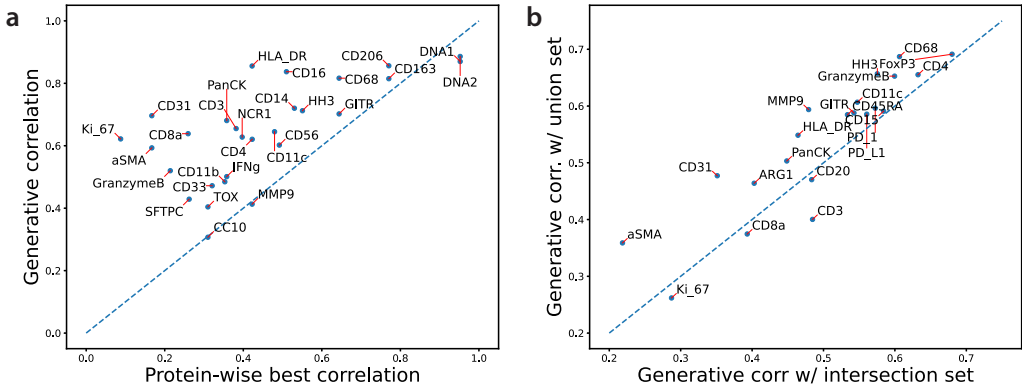 a
Generative correlation
1.0
0.8
0.6
0.4
0.2
0.0
HLA_DR
CD206
DNA1
CD16
CD68
CD163
DNA2
PanCK
CD31
CD3
CD14
HH3
GITR
NCR1
Ki_67
CD8a
CD4
CD56
aSMA
CD11c
CD11b
IFNg
GranzymeB
CD33
TOX
MMP9
SFTPC
CC10
0.0
0.2
0.4
0.6
0.8
1.0
Protein-wise best correlation
b
Generative corr. w/ union set
0.7
0.6
0.5
0.4
0.3
0.2
CD68
HH3
FoxP3
CD4
GranzymeB
CD11c
MMP9
GITR
CD45RA
CD15
HLA_DR
PD_1
PD_L1
PanCK
CD31
ARG1
CD20
CD3
CD8a
aSMA
Ki_67
0.2
0.3
0.4
0.5
0.6
0.7
Generative corr w/ intersection set